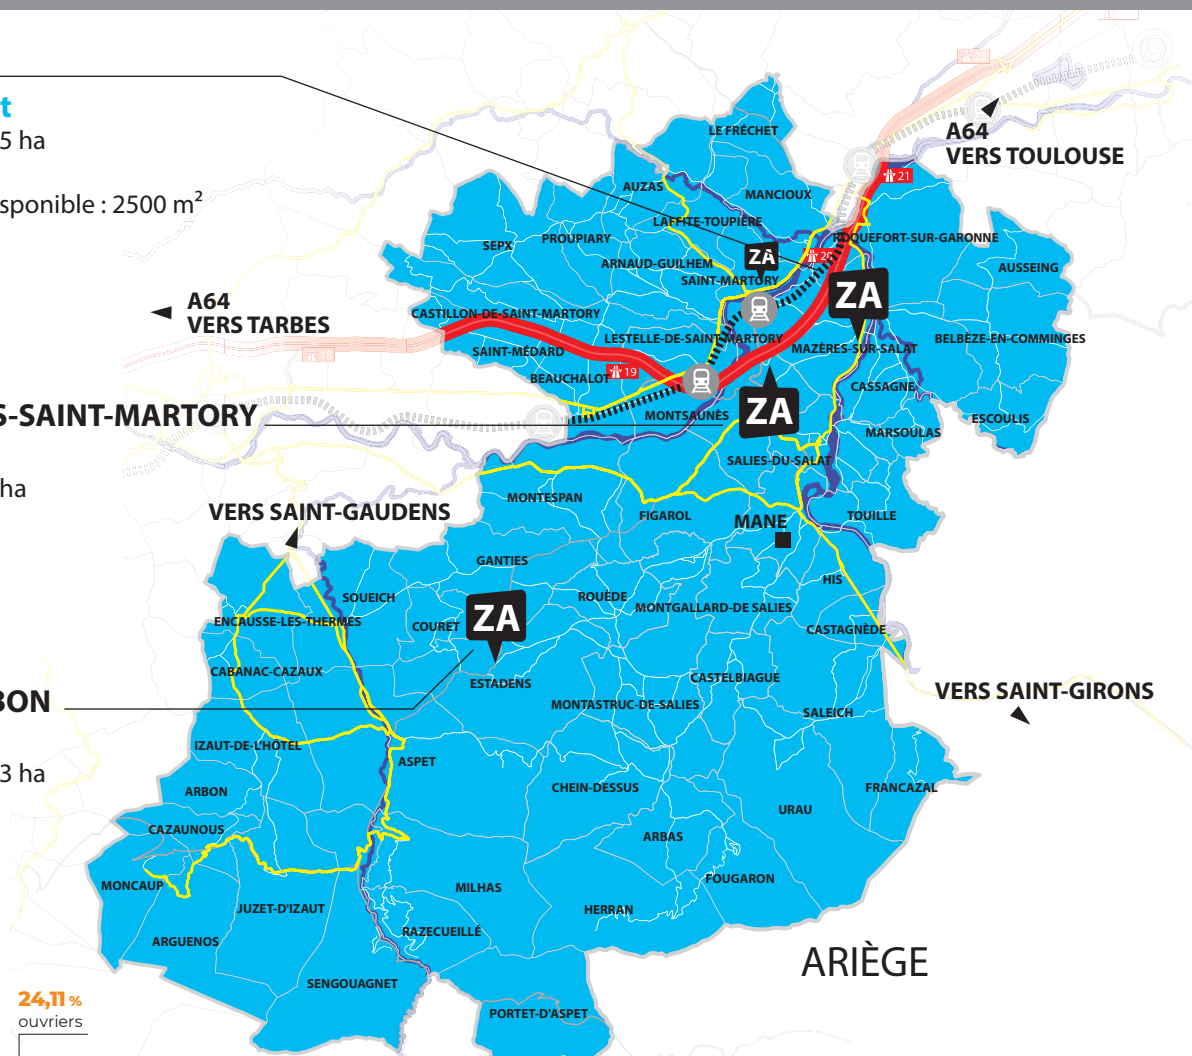 t
5 ha
sponible : 2500 m²
A64
VERS TOULOUSE
A64
VERS TARBES
S-SAINT-MARTORY
ha
VERS SAINT-GAUDENS
BON
3 ha
VERS SAINT-GIRONS
ARIÈGE
24,11 %
ouvriers
LE FRÉCHET
21
AUZAS
MANCIOUX
LAFFITE-TOUPIÈRE
SEPX
PROUPIARY
ROQUEFORT-SUR-GARONNE
ZA
20
ARNAUD-GUILHEM
AUSSEING
SAINT-MARTORY
ZA
CASTILLON-DE-SAINT-MARTORY
LESTELLE-DE-SAINT-MARTORY
BELBÈZE-EN-COMMINGES
SAINT-MÉDARD
MAZÈRES-SUR-SALAT
18
BEAUCHALOT
19
CASSAGNE
ZA
MONTSAUNÈS
ESCOULIS
MARSOULAS
SALIES-DU-SALAT
MONTESPAN
FIGAROL
MANE
TOUILLE
GANTIES
HIS
SOUEICH
ROUÈDE
MONTGALLARD-DE SALIES
ENCAUSSE-LES-THERMES
COURET
ZA
CASTAGNÈDE
CABANAC-CAZAUX
ESTADENS
CASTELBIAGUE
MONTASTRUC-DE-SALIES
SALEICH
IZAUT-DE-L'HÔTEL
ASPET
ARBON
CHEIN-DESSUS
FRANCAZAL
URAU
CAZAUNOUS
ARBAS
MONCAUP
MILHAS
FOUGARON
JUZET-D'IZAUT
HERRAN
ARGUENOS
RAZECUEILLÉ
SENGOUAGNET
PORTET-D'ASPET